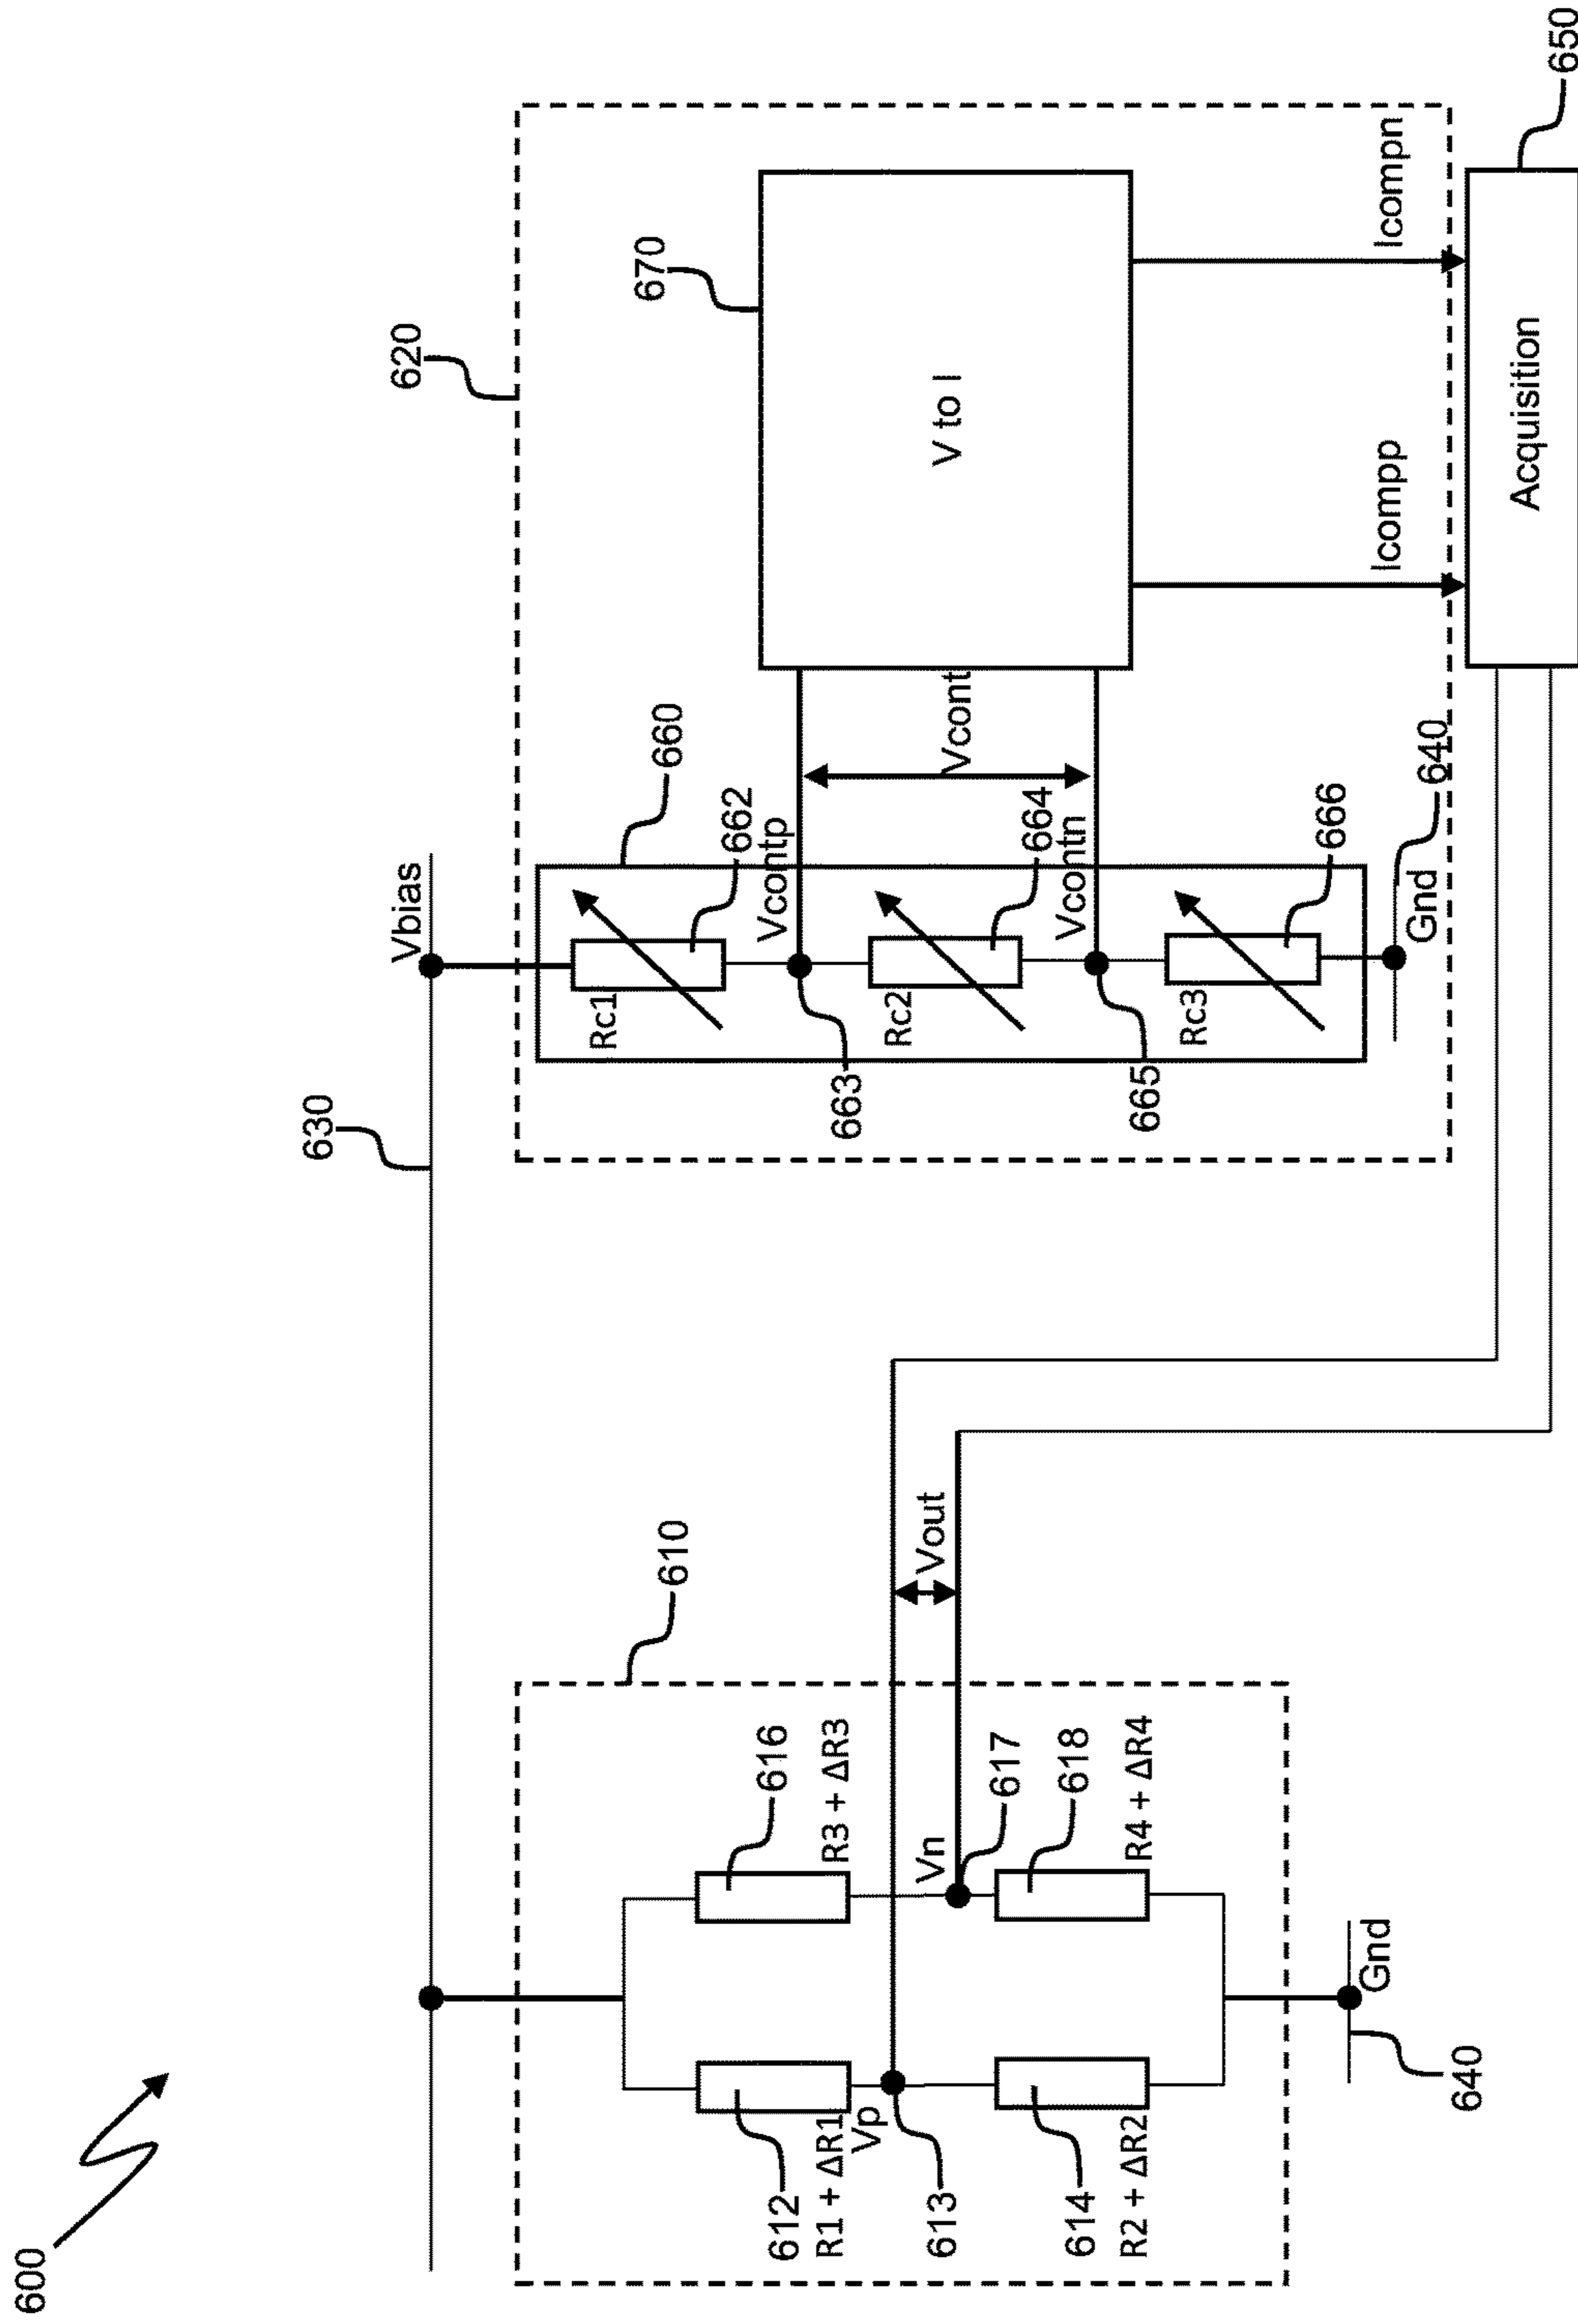 600
630
Vbias
610
612
R1 + ΔR1
616
R3 + ΔR3
Vp
613
Vn
617
Vout
614
R2 + ΔR2
618
R4 + ΔR4
Gnd
640
620
660
Rc1
662
Vcontp
663
Rc2
664
Vcontn
665
Rc3
666
Gnd
640
Vcont
670
V to I
Icompp
Icompn
Acquisition
650